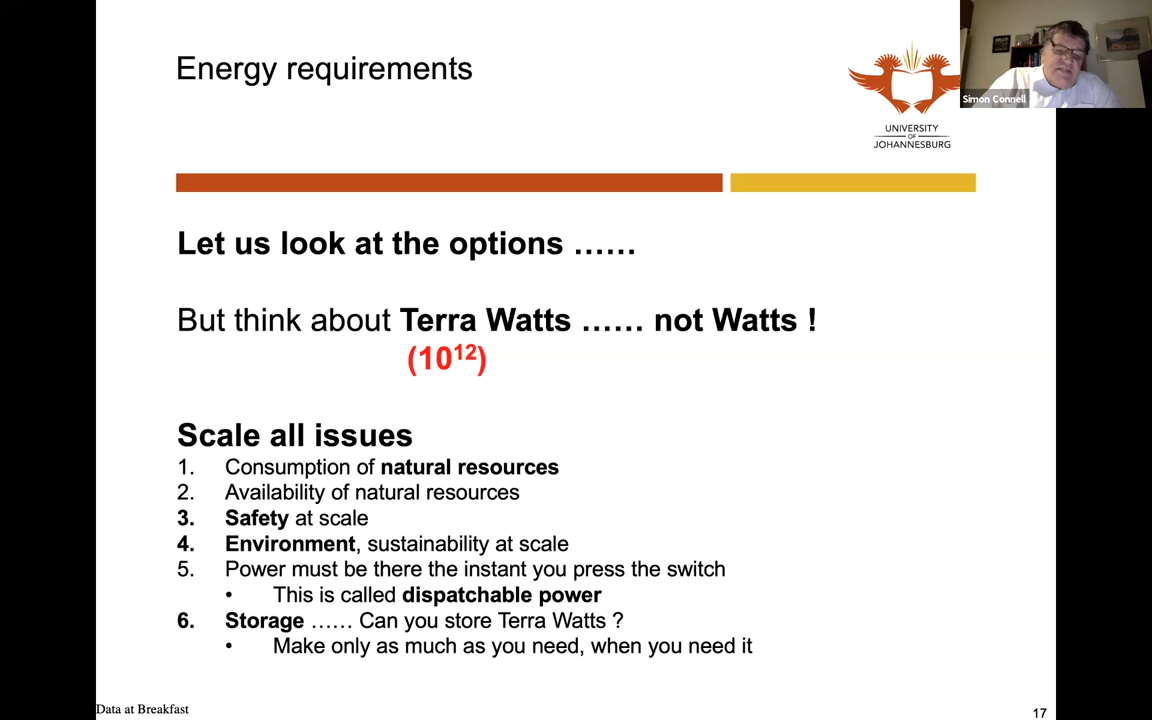 Energy requirements
Simon Connell
UNIVERSITY
OF
JOHANNESBURG
Let us look at the options ……
But think about Terra Watts …… not Watts !
(10¹²)
Scale all issues
1. Consumption of natural resources
2. Availability of natural resources
3. Safety at scale
4. Environment, sustainability at scale
5. Power must be there the instant you press the switch
• This is called dispatchable power
6. Storage …… Can you store Terra Watts ?
• Make only as much as you need, when you need it
Data at Breakfast
17